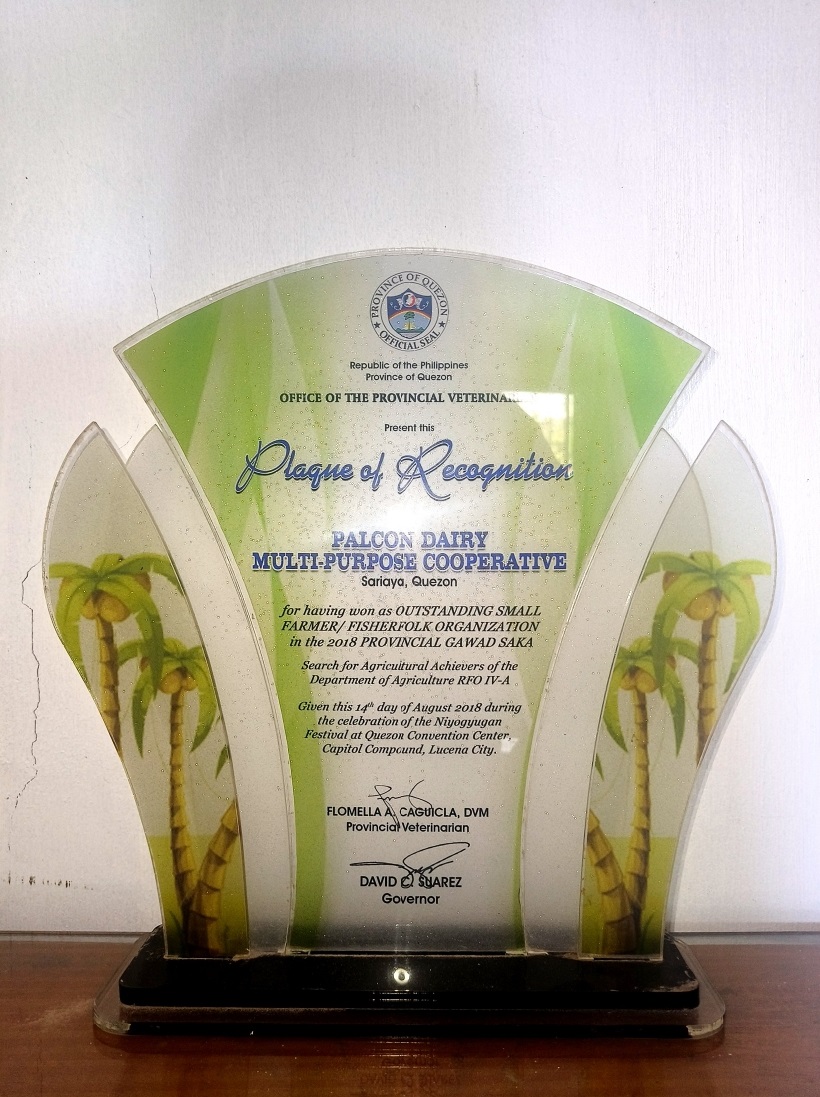 PROVINCE OF QUEZON
OFFICIAL SEAL
Republic of the Philippines
Province of Quezon
OFFICE OF THE PROVINCIAL
Present this
Plaque of Recognition
PALCON DAIRY
MULTI-PURPOSE COOPERATIVE
Sariaya, Quezon
for having won as OUTSTANDING SMALL
FARMER/ FISHERFOLK ORGANIZATION
in the 2018 PROVINCIAL GAWAD SAKA
Search for Agricultural Achievers of the
Department of Agriculture RFO IV-A
Given this 14th day of August 2018 during
the celebration of the Niyogyugan
Festival at Quezon Convention Center,
Capitol Compound, Lucena City.
FLOMELLA A. CAGUICLA, DVM
Provincial Veterinarian
DAVID C. SUAREZ
Governor